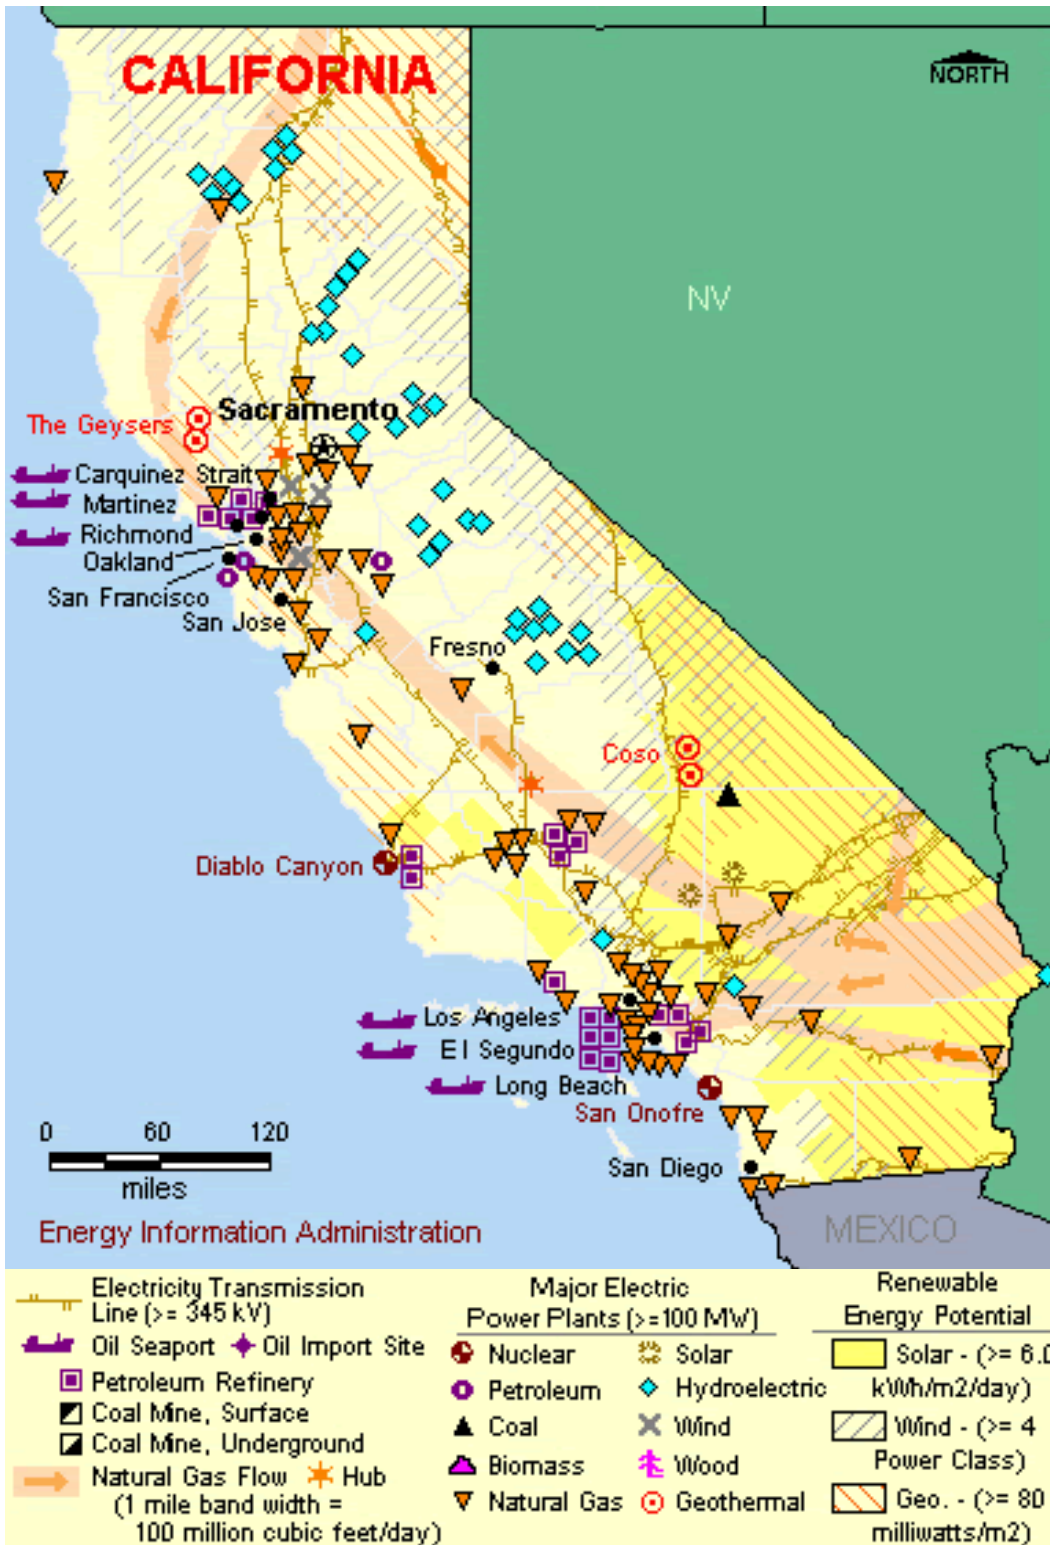 CALIFORNIA
NORTH
NV
The Geysers
Sacramento
Carquinez Strait
Martinez
Richmond
Oakland
San Francisco
San Jose
Fresno
Coso
Diablo Canyon
Los Angeles
El Segundo
Long Beach
San Onofre
San Diego
0 60 120
miles
MEXICO
Energy Information Administration
Electricity Transmission
Line (>= 345 kV)
Oil Seaport Oil Import Site
Petroleum Refinery
Coal Mine, Surface
Coal Mine, Underground
Natural Gas Flow Hub
(1 mile band width =
100 million cubic feet/day)
Major Electric
Power Plants (>=100 MW)
Nuclear Solar
Petroleum Hydroelectric
Coal Wind
Biomass Wood
Natural Gas Geothermal
Renewable
Energy Potential
Solar - (>= 6.0
kWh/m2/day)
Wind - (>= 4
Power Class)
Geo. - (>= 80
milliwatts/m2)